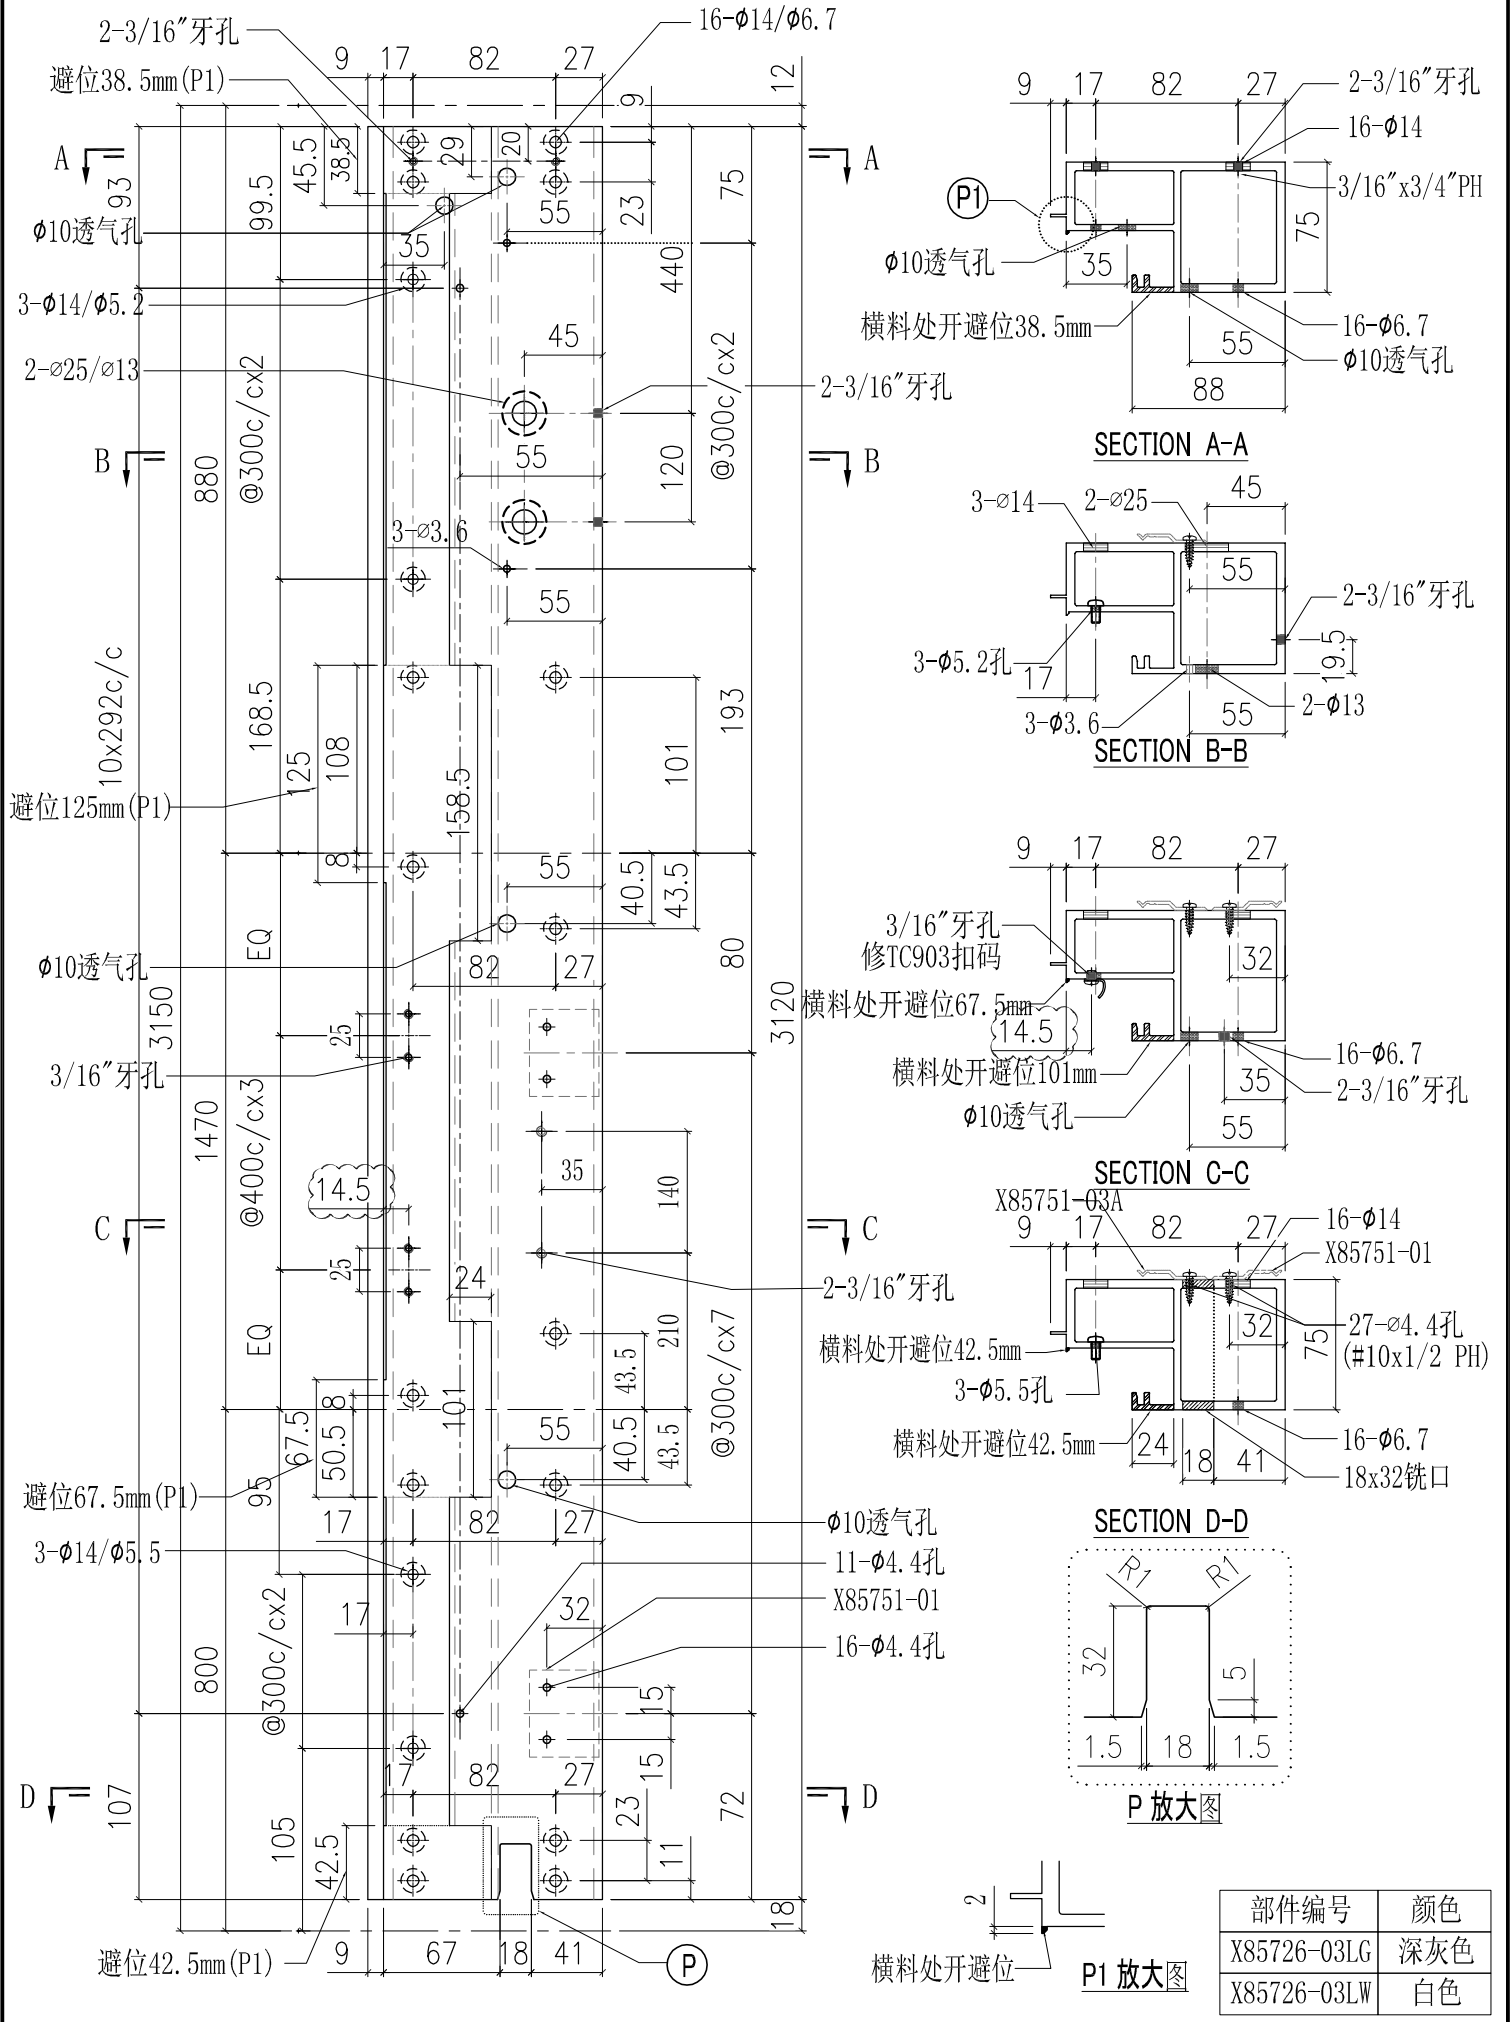 2-3/16"牙孔
避位38.5mm(P1)
16-ϕ14/ϕ6.7
9 17 82 27
12
9
A
A
93
99.5
45.5
38.5
29
20
75
23
ϕ10透气孔
55
35
440
3-ϕ14/ϕ5.2
45
2-⌀25/⌀13
2-3/16"牙孔
@300c/cx2
@300c/cx2
B
B
880
55
120
3-⌀3.6
55
10x292c/c
168.5
125
108
158.5
193
101
避位125mm(P1)
8
55
40.5
43.5
EQ
80
ϕ10透气孔
82 27
3150
25
3120
3/16"牙孔
1470
@400c/cx3
14.5
35
140
C
C
25
24
2-3/16"牙孔
210
EQ
43.5
@300c/cx7
67.5
8
50.5
101
55
40.5
43.5
95
避位67.5mm(P1)
17 82 27
ϕ10透气孔
3-ϕ14/ϕ5.5
11-ϕ4.4孔
X85751-01
17
32
16-ϕ4.4孔
800
@300c/cx2
15
15
17 82 27
D
D
107
105
42.5
23
11
72
18
避位42.5mm(P1)
9 67 18 41
P
9 17 82 27
2-3/16"牙孔
16-ϕ14
3/16"x3/4"PH
P1
75
ϕ10透气孔
35
横料处开避位38.5mm
16-ϕ6.7
55
ϕ10透气孔
88
SECTION A-A
3-⌀14
2-⌀25
45
55
2-3/16"牙孔
3-ϕ5.2孔
19.5
17
2-ϕ13
3-ϕ3.6
55
SECTION B-B
9 17 82 27
3/16"牙孔
修TC903扣码
32
横料处开避位67.5mm
14.5
16-ϕ6.7
横料处开避位101mm
35
2-3/16"牙孔
ϕ10透气孔
55
SECTION C-C
X85751-03A
9 17 82 27
16-ϕ14
X85751-01
32
75
27-⌀4.4孔
(#10x1/2 PH)
横料处开避位42.5mm
3-ϕ5.5孔
16-ϕ6.7
横料处开避位42.5mm
24 18 41
18x32铣口
SECTION D-D
R1
R1
32
5
1.5 18 1.5
P 放大图
2
横料处开避位
P1 放大图
部件编号 颜色
X85726-03LG 深灰色
X85726-03LW 白色